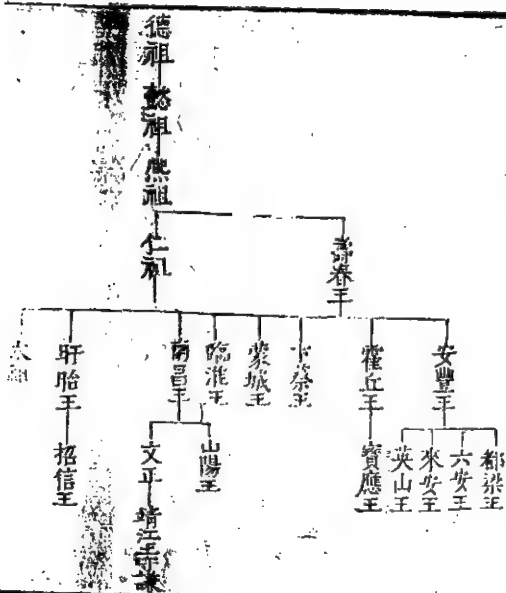 德祖
懿祖
熙祖
仁祖
壽春王
安豐王
霍丘王
下蔡王
蒙城王
臨淮王
南昌王
盱眙王
太祖
都梁王
六安王
來安王
英山王
寶應王
山陽王
文正
靖江王守謙
招信王